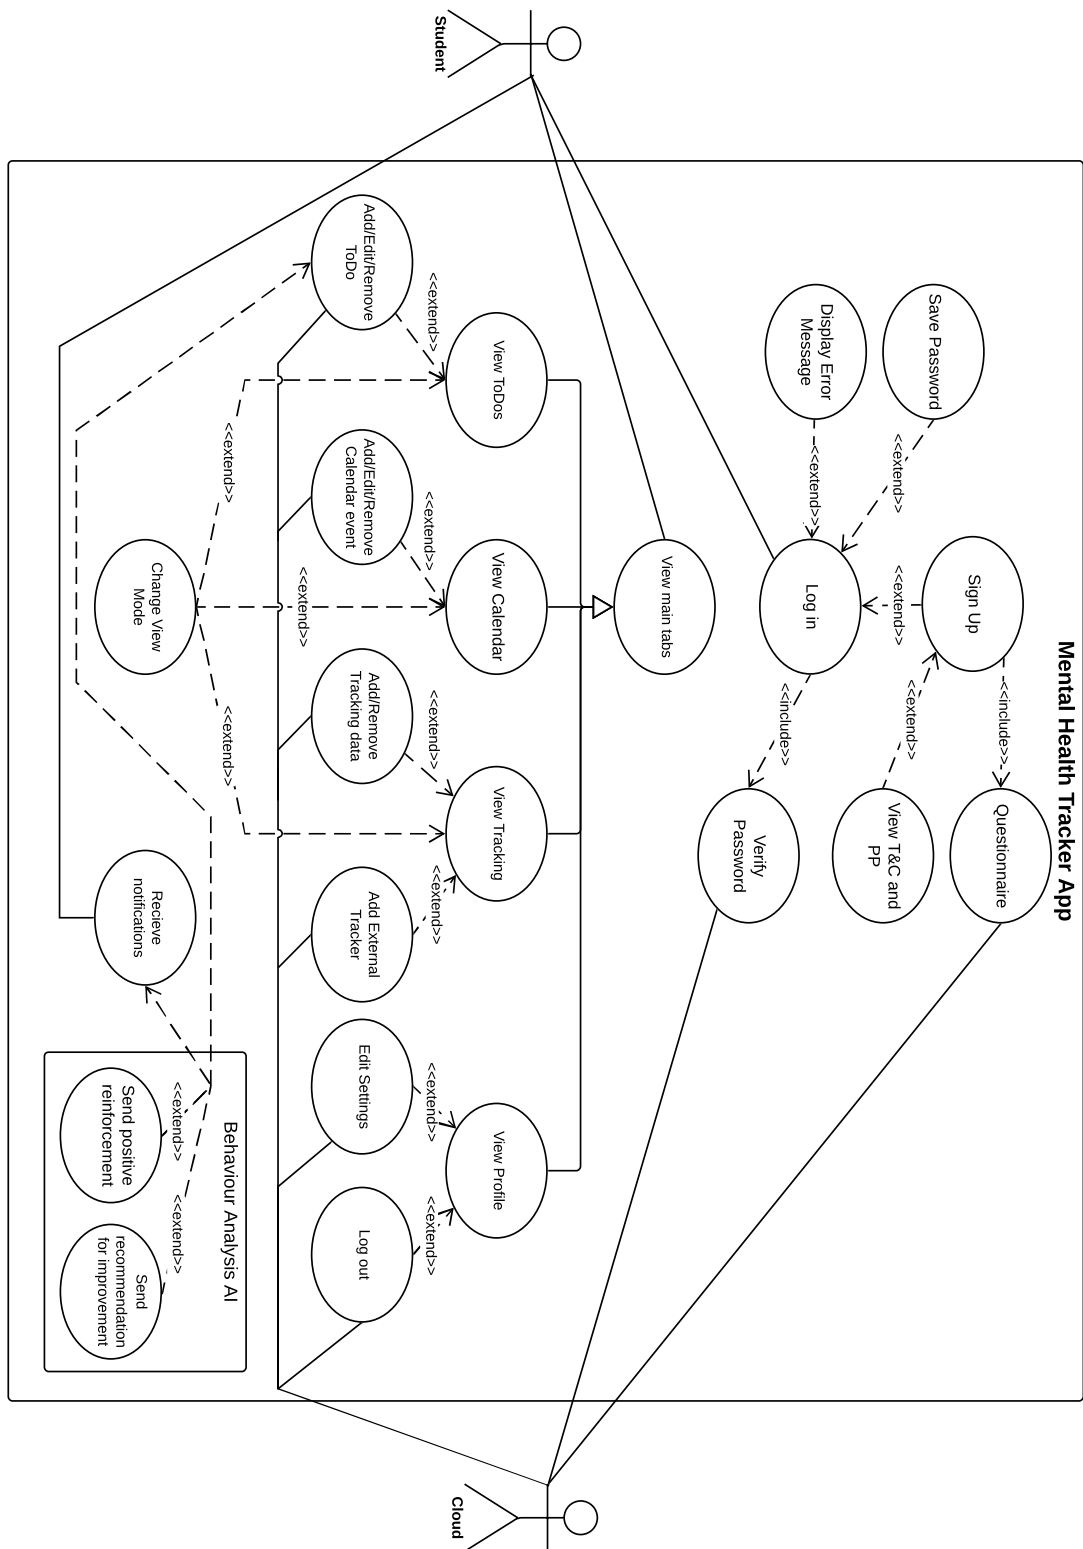 Mental Health Tracker App
Student
Cloud
Save Password
Sign Up
Questionnaire
<<extend>>
<<extend>>
<<include>>
Display Error
Message
<<extend>>
Log in
<<extend>>
View T&C and
PP
<<include>>
Verify
Password
View main tabs
View ToDos
View Calendar
View Tracking
View Profile
<<extend>>
<<extend>>
<<extend>>
<<extend>>
<<extend>>
<<extend>>
Add/Edit/Remove
ToDo
Add/Edit/Remove
Calendar event
Add/Remove
Tracking data
Add External
Tracker
Edit Settings
Log out
<<extend>>
<<extend>>
<<extend>>
Change View
Mode
Recieve
notifications
Behaviour Analysis AI
<<extend>>
<<extend>>
Send positive
reinforcement
Send
recommendation
for improvement